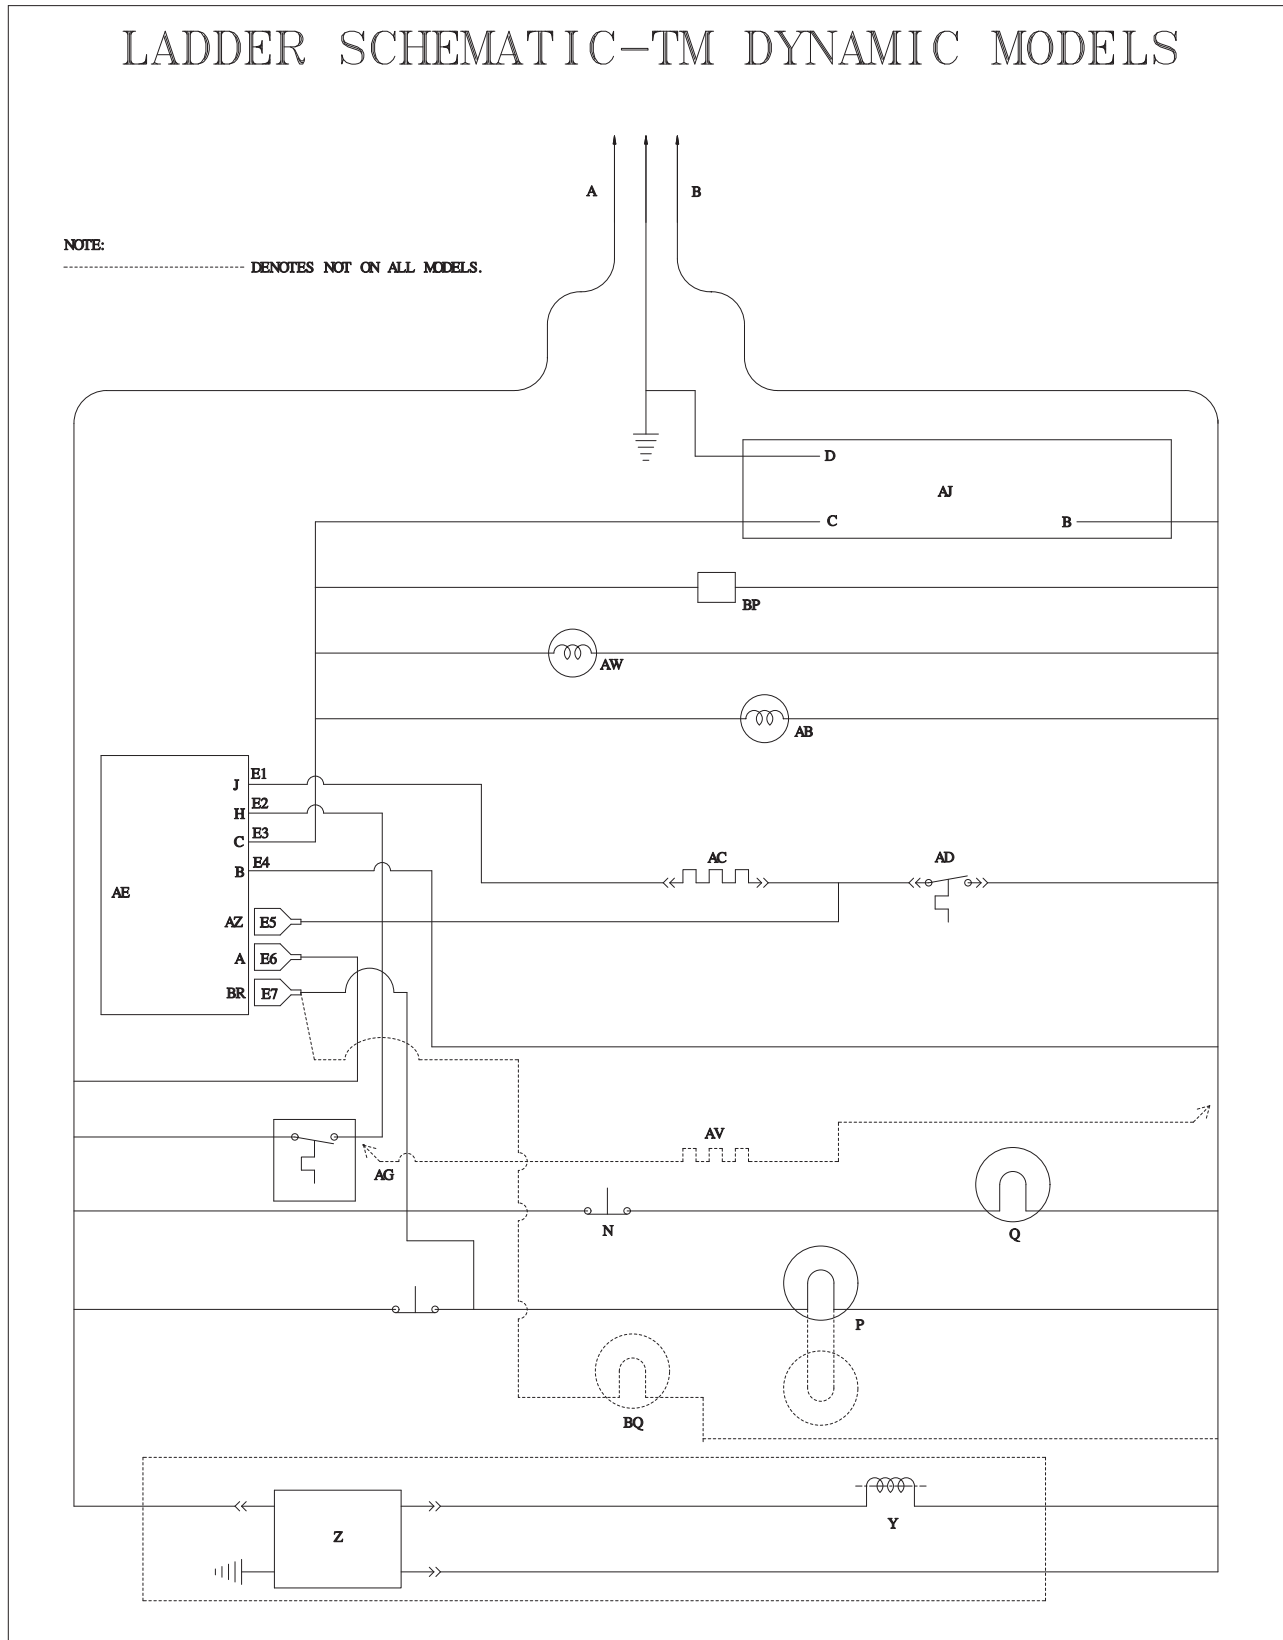 LADDER SCHEMATIC-TM DYNAMIC MODELS
A
B
NOTE:
DENOTES NOT ON ALL MODELS.
D
AJ
C
B
BP
AW
AB
J
E1
H
E2
C
E3
B
E4
AE
AC
AD
AZ
E5
A
E6
BR
E7
AV
AG
N
Q
P
BQ
Z
Y